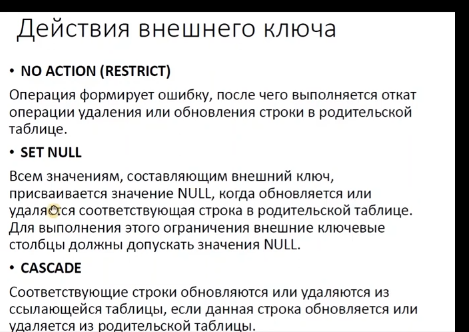 Действия внешнего ключа
• NO ACTION (RESTRICT)
Операция формирует ошибку, после чего выполняется откат
операции удаления или обновления строки в родительской
таблице.
• SET NULL
Всем значениям, составляющим внешний ключ,
присваивается значение NULL, когда обновляется или
удаляется соответствующая строка в родительской таблице.
Для выполнения этого ограничения внешние ключевые
столбцы должны допускать значения NULL.
• CASCADE
Соответствующие строки обновляются или удаляются из
ссылающейся таблицы, если данная строка обновляется или
удаляется из родительской таблицы.